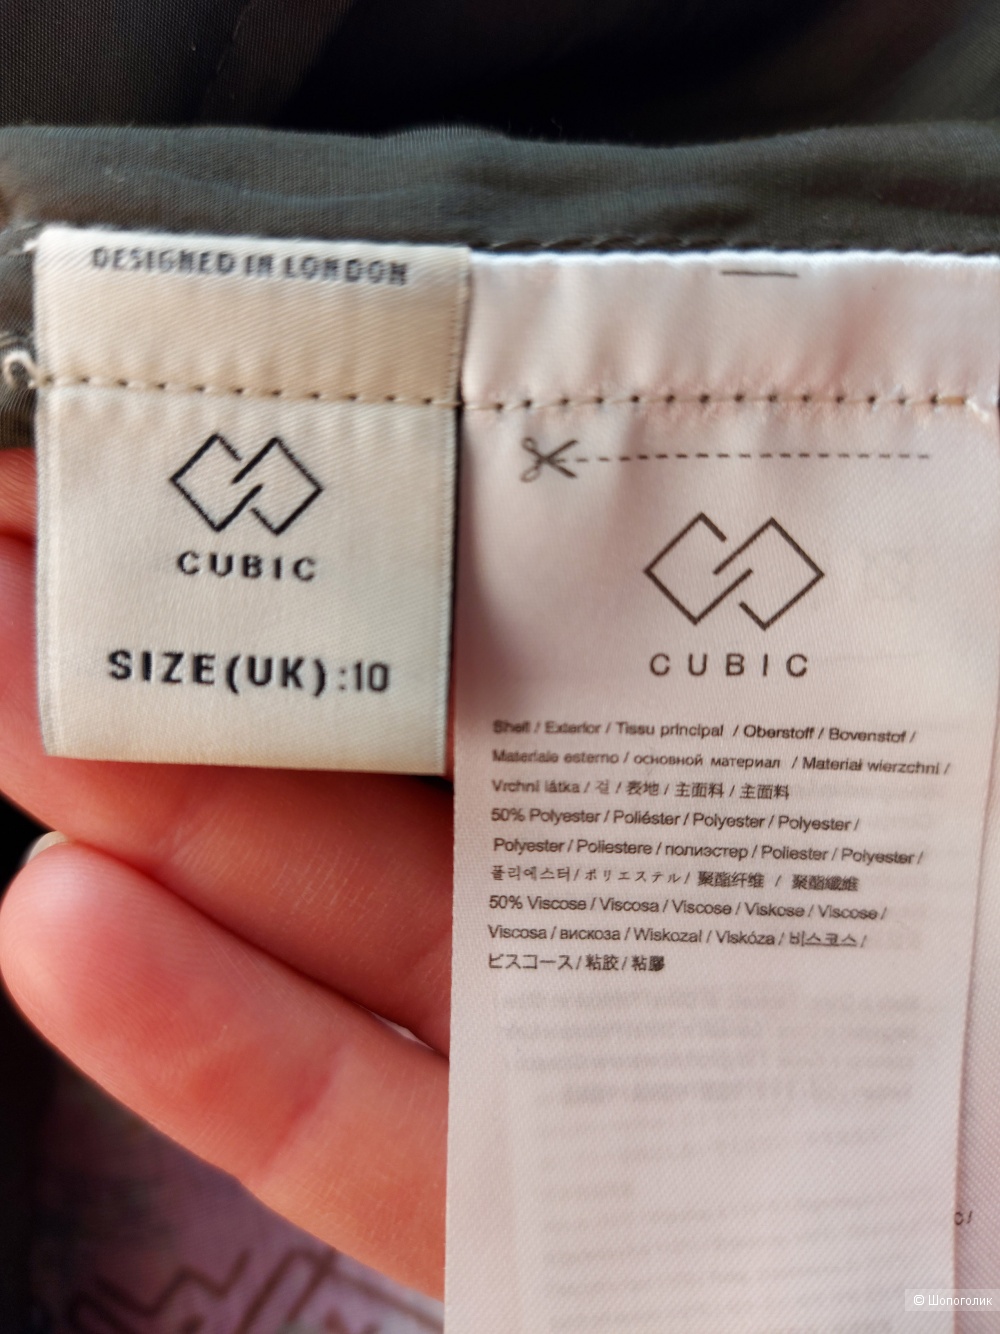 DESIGNED IN LONDON
CUBIC
SIZE(UK):10
CUBIC
Shell / Exterior / Tissu principal / Oberstoff / Bovenstof /
Materiale esterno / основной материал / Materiał wierzchni /
Vrchní látka / 겉 / 表地 / 主面料 / 主面料
50% Polyester / Poliéster / Polyester / Polyester /
Polyester / Poliestere / полиэстер / Poliester / Polyester /
폴리에스터 / ポリエステル / 聚酯纤维 / 聚酯纖維
50% Viscose / Viscosa / Viscose / Viskose / Viscose /
Viscosa / вискоза / Wiskozal / Viskóza / 비스코스 /
ビスコース / 粘胶 / 粘膠
© Шопоголик